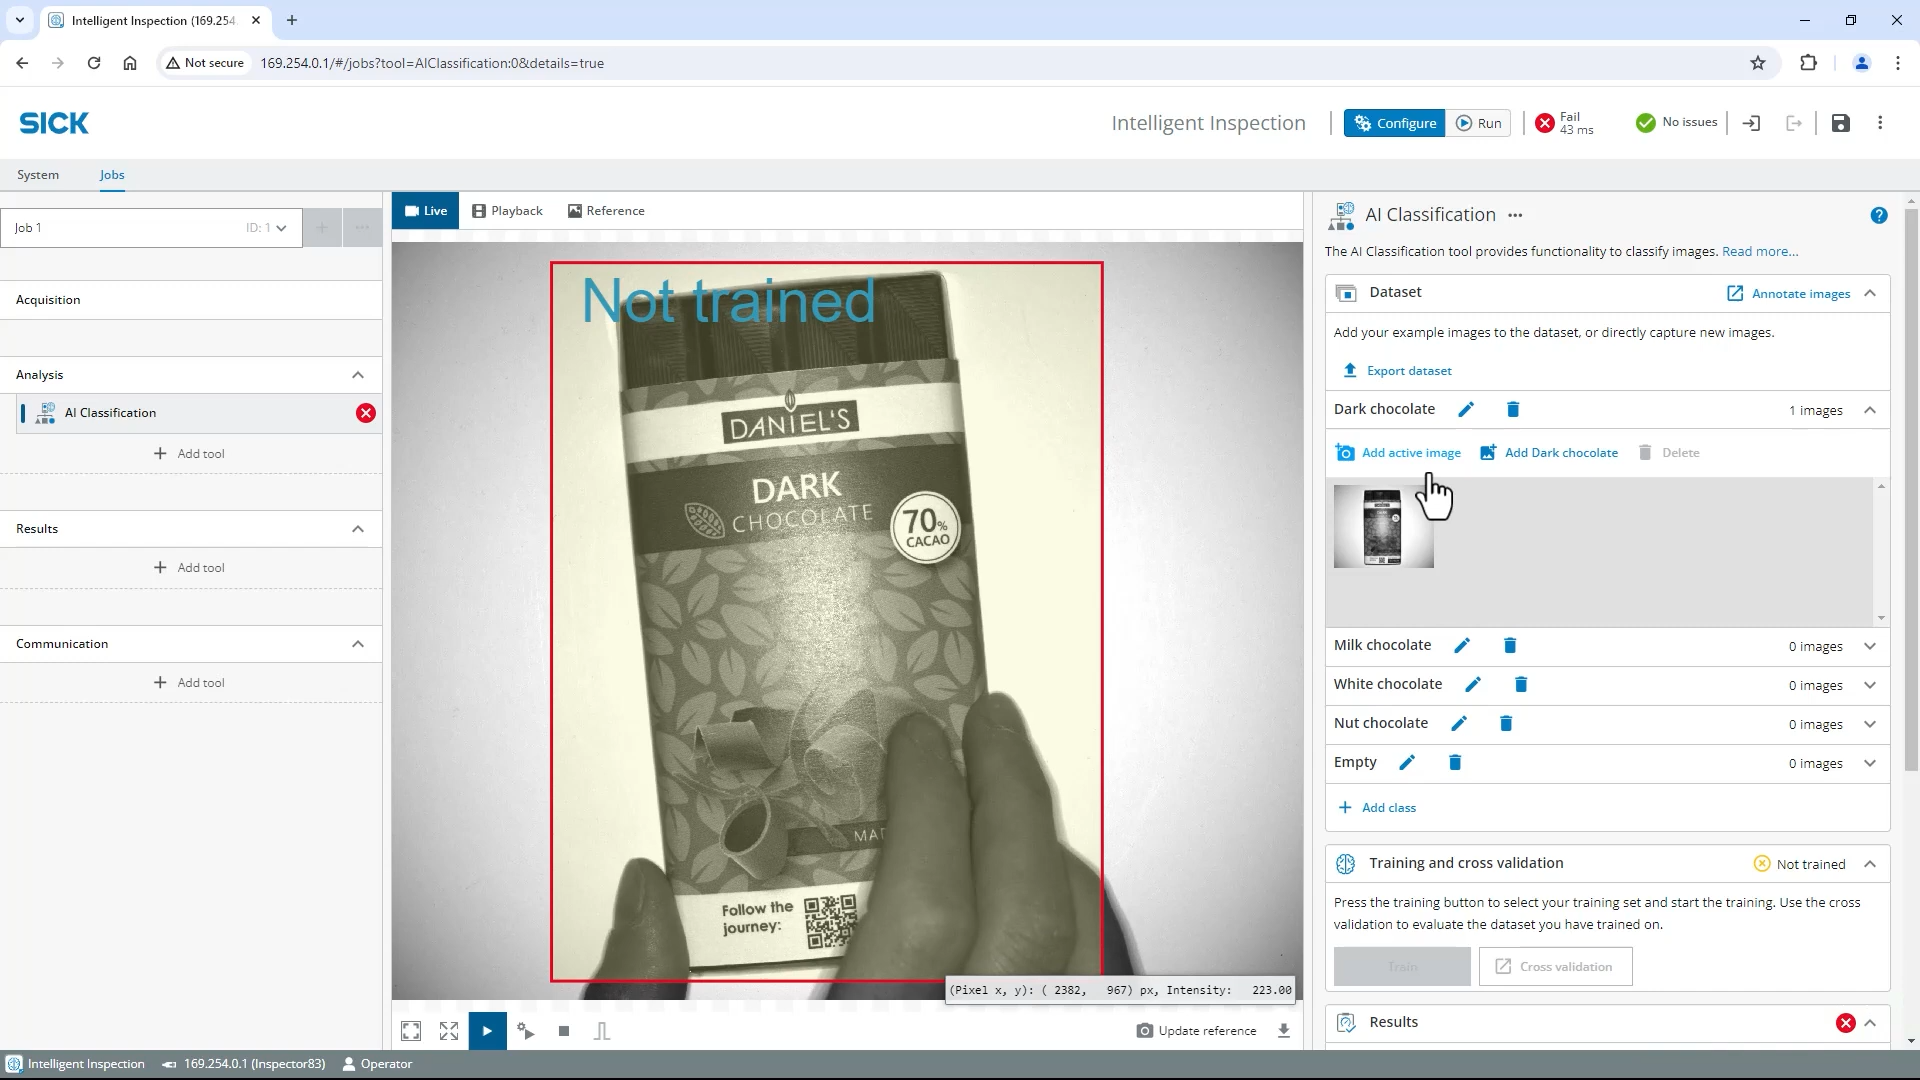 Intelligent Inspection (169.254
Not secure
169.254.0.1/#/jobs?tool=AIClassification:0&details=true
SICK
Intelligent Inspection
Configure
Run
Fail
43 ms
No issues
System
Jobs
Job 1
ID: 1
Acquisition
Analysis
AI Classification
Add tool
Results
Add tool
Communication
Add tool
Live
Playback
Reference
Not trained
DANIEL'S
DARK
CHOCOLATE
70%
CACAO
Follow the
journey:
(Pixel x, y): ( 2382, 967) px, Intensity: 223.00
Update reference
AI Classification
The AI Classification tool provides functionality to classify images. Read more...
Dataset
Annotate images
Add your example images to the dataset, or directly capture new images.
Export dataset
Dark chocolate
1 images
Add active image
Add Dark chocolate
Delete
Milk chocolate
0 images
White chocolate
0 images
Nut chocolate
0 images
Empty
0 images
Add class
Training and cross validation
Not trained
Press the training button to select your training set and start the training. Use the cross
validation to evaluate the dataset you have trained on.
Train
Cross validation
Results
Intelligent Inspection
169.254.0.1 (Inspector83)
Operator